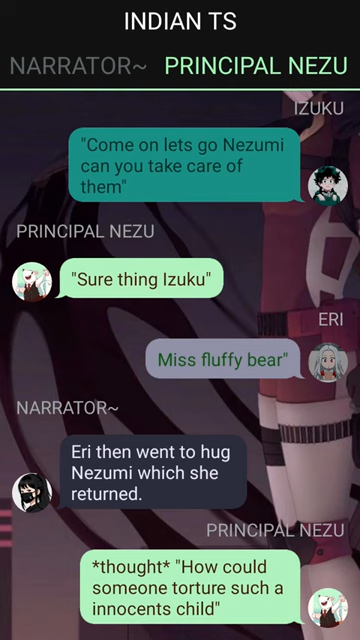 INDIAN TS
NARRATOR~ PRINCIPAL NEZU
IZUKU
"Come on lets go Nezumi
can you take care of
them"
PRINCIPAL NEZU
"Sure thing Izuku"
ERI
Miss fluffy bear"
NARRATOR~
Eri then went to hug
Nezumi which she
returned.
PRINCIPAL NEZU
*thought* "How could
someone torture such a
innocents child"